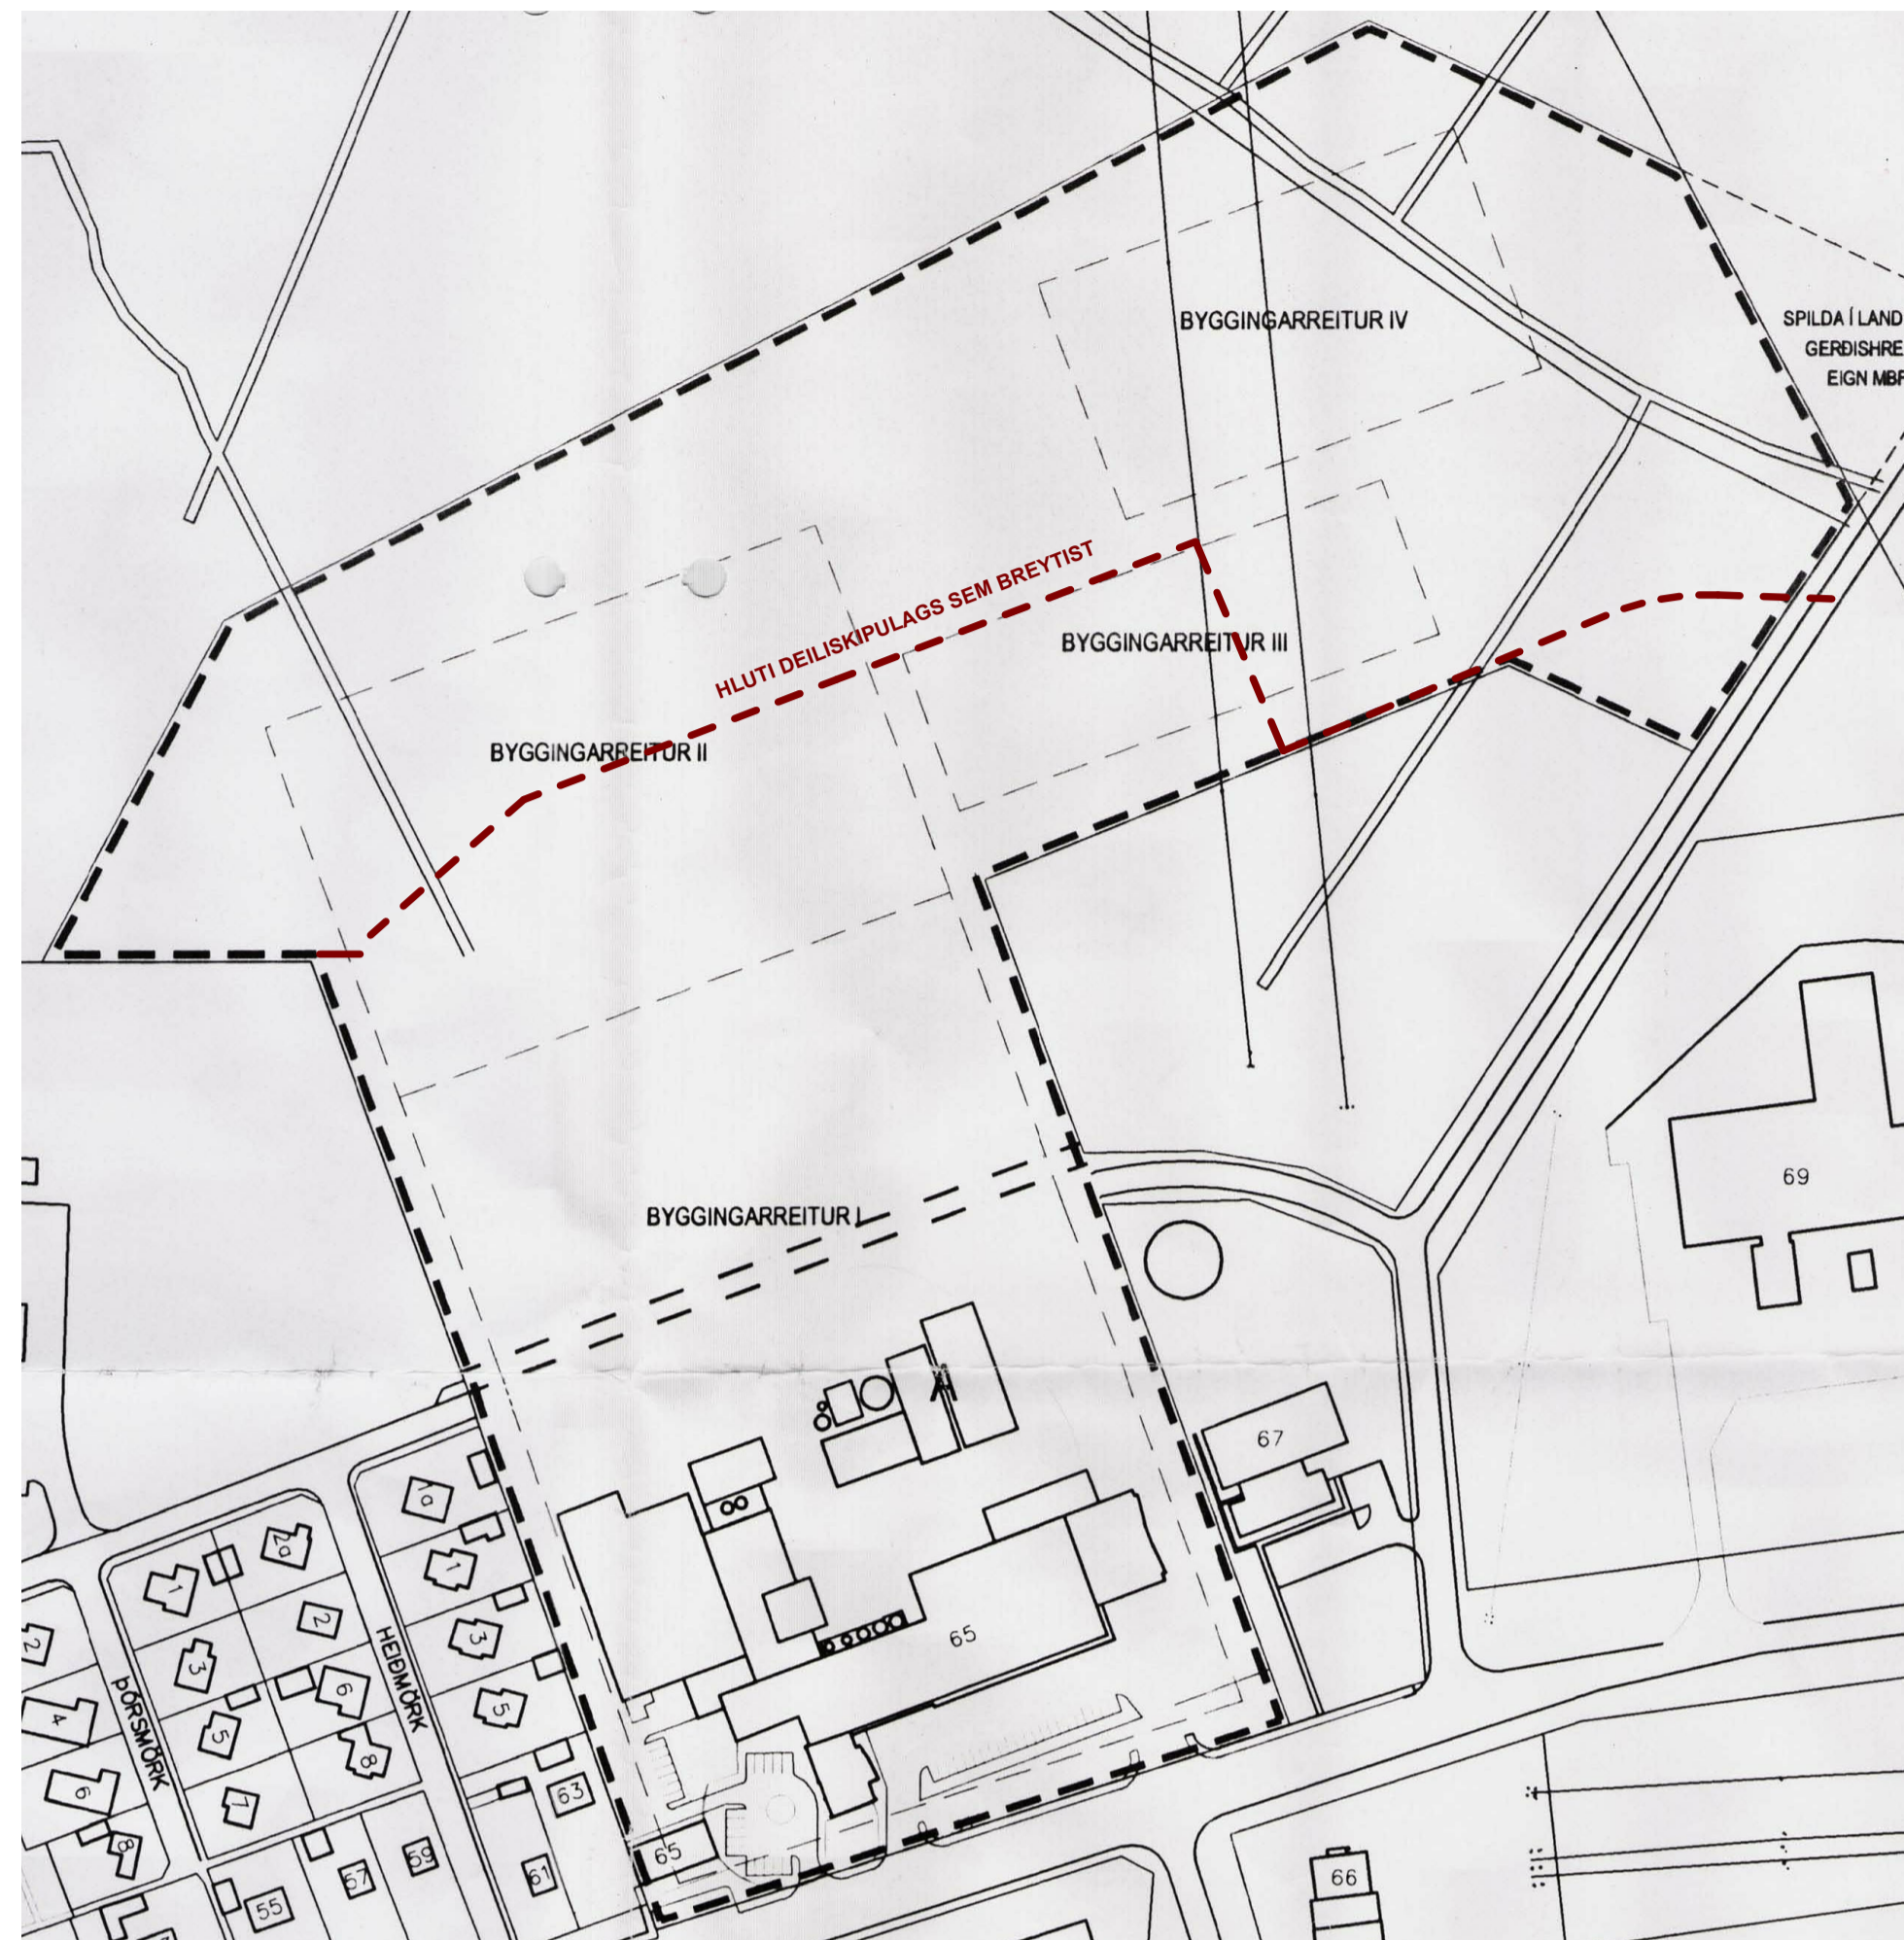 BYGGINGARREITUR IV
SPILDA Í LAND
GERÐISHRE
EIGN MBF
HLUTI DEILISKIPULAGS SEM BREYTIST
BYGGINGARREITUR III
BYGGINGARREITUR II
BYGGINGARREITUR I
69
A
67
65
1a
1
3
5
2a
2
6
8
1
3
5
7
HEIÐMÖRK
ÞÓRSMÖRK
2
4
6
8
63
65
61
59
57
55
66